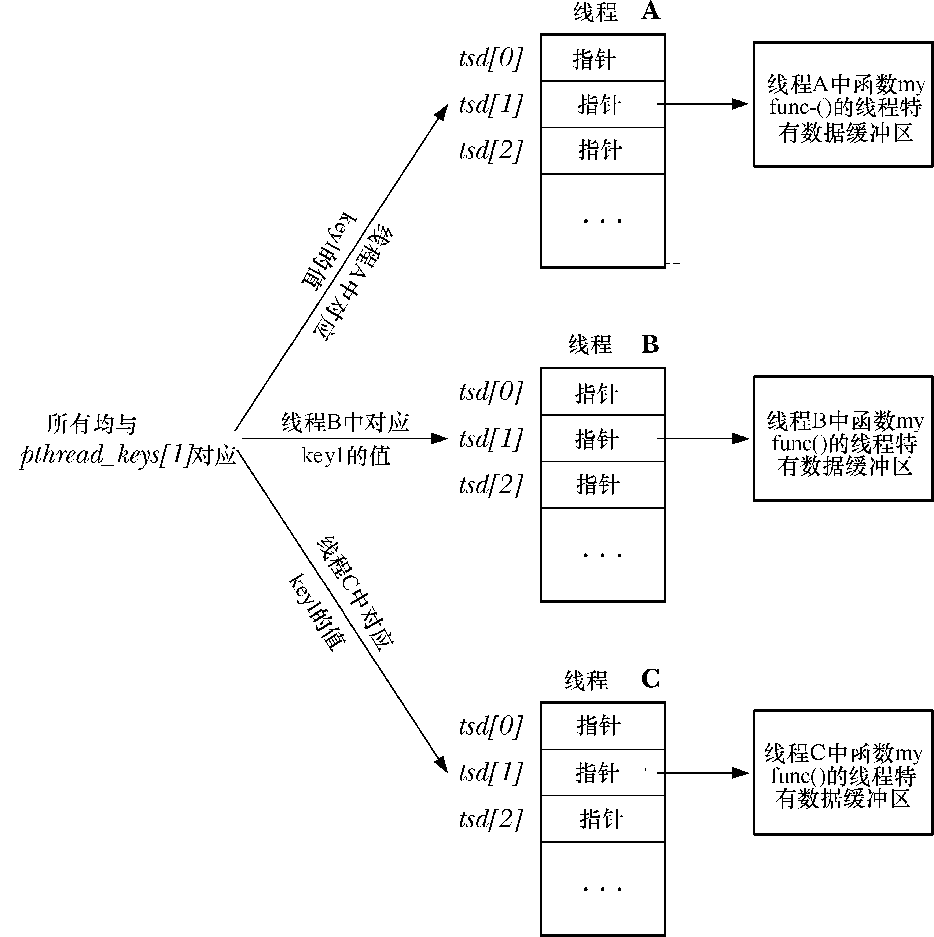 线程 A
tsd[0] 指针
tsd[1] 指针
tsd[2] 指针
...
线程A中函数my
func-()的线程特
有数据缓冲区
线程A中对应
key1的值
线程 B
tsd[0] 指针
tsd[1] 指针
tsd[2] 指针
...
线程B中函数my
func()的线程特
有数据缓冲区
所有均与
pthread_keys[1]对应
线程B中对应
key1的值
线程C中对应
key1的值
线程 C
tsd[0] 指针
tsd[1] 指针
tsd[2] 指针
...
线程C中函数my
func()的线程特
有数据缓冲区